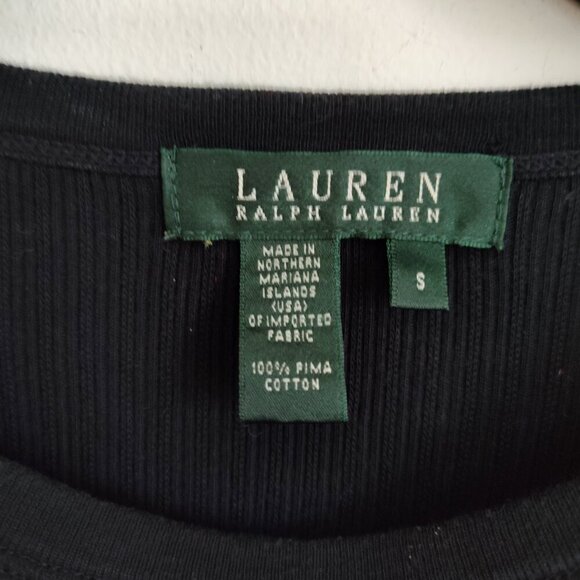 LAUREN
RALPH LAUREN
MADE IN
NORTHERN
MARIANA
ISLANDS
(USA)
OF IMPORTED
FABRIC
100% PIMA
COTTON
S